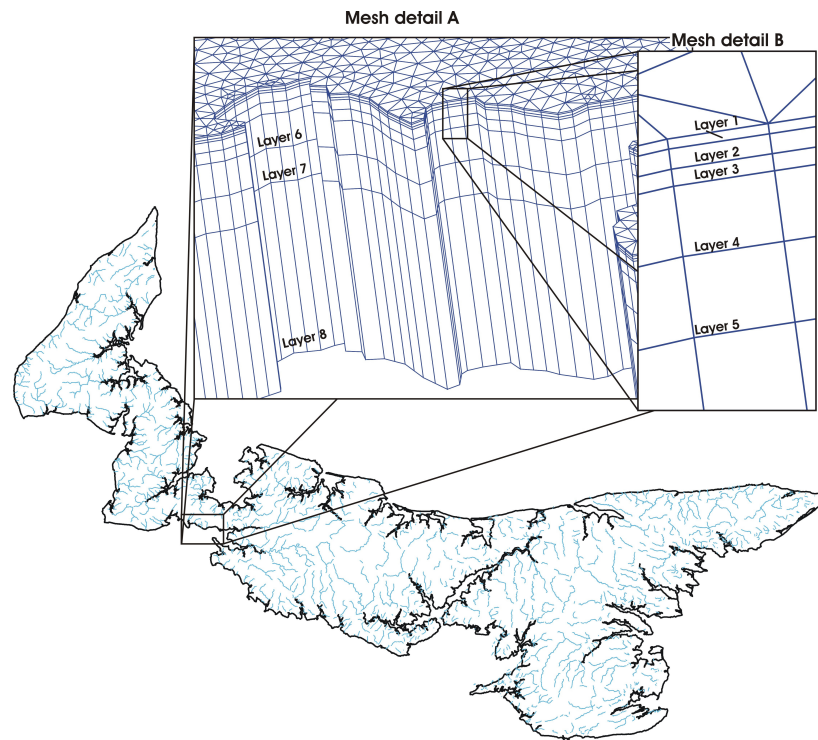 Mesh detail A
Mesh detail B
Layer 1
Layer 2
Layer 3
Layer 4
Layer 5
Layer 6
Layer 7
Layer 8